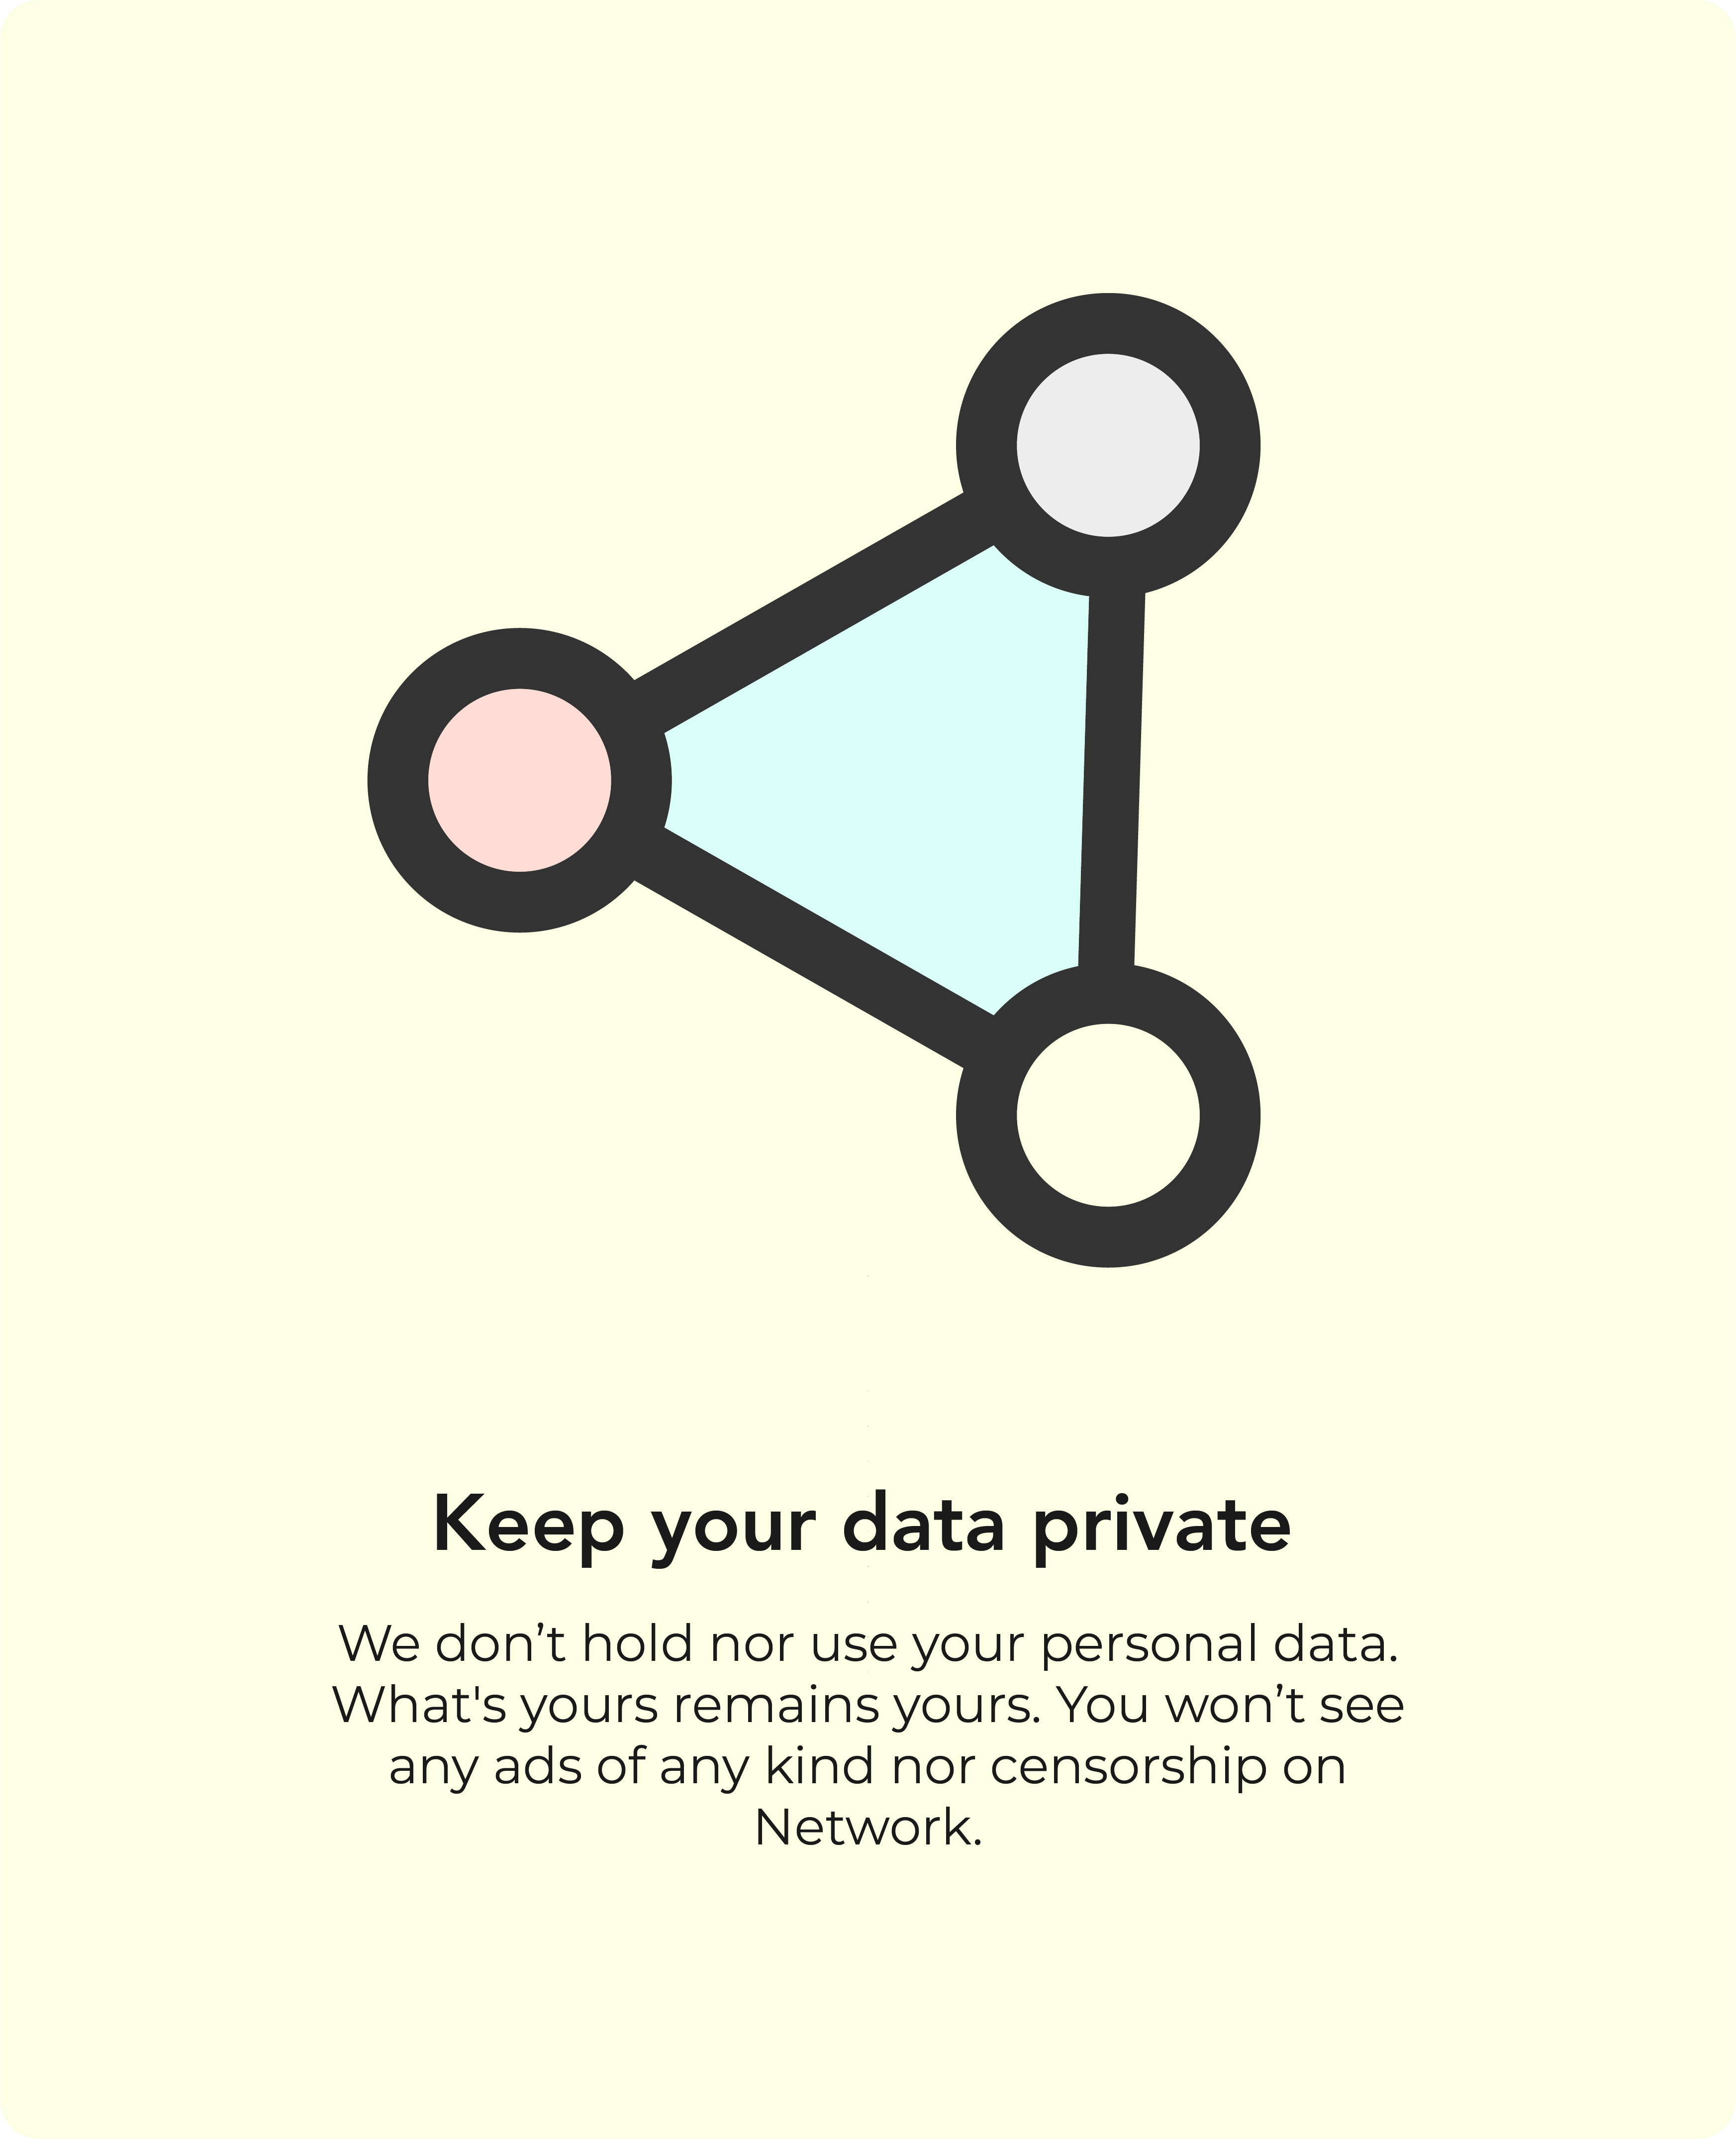 Keep your data private
We don’t hold nor use your personal data.
What's yours remains yours. You won’t see
any ads of any kind nor censorship on
Network.